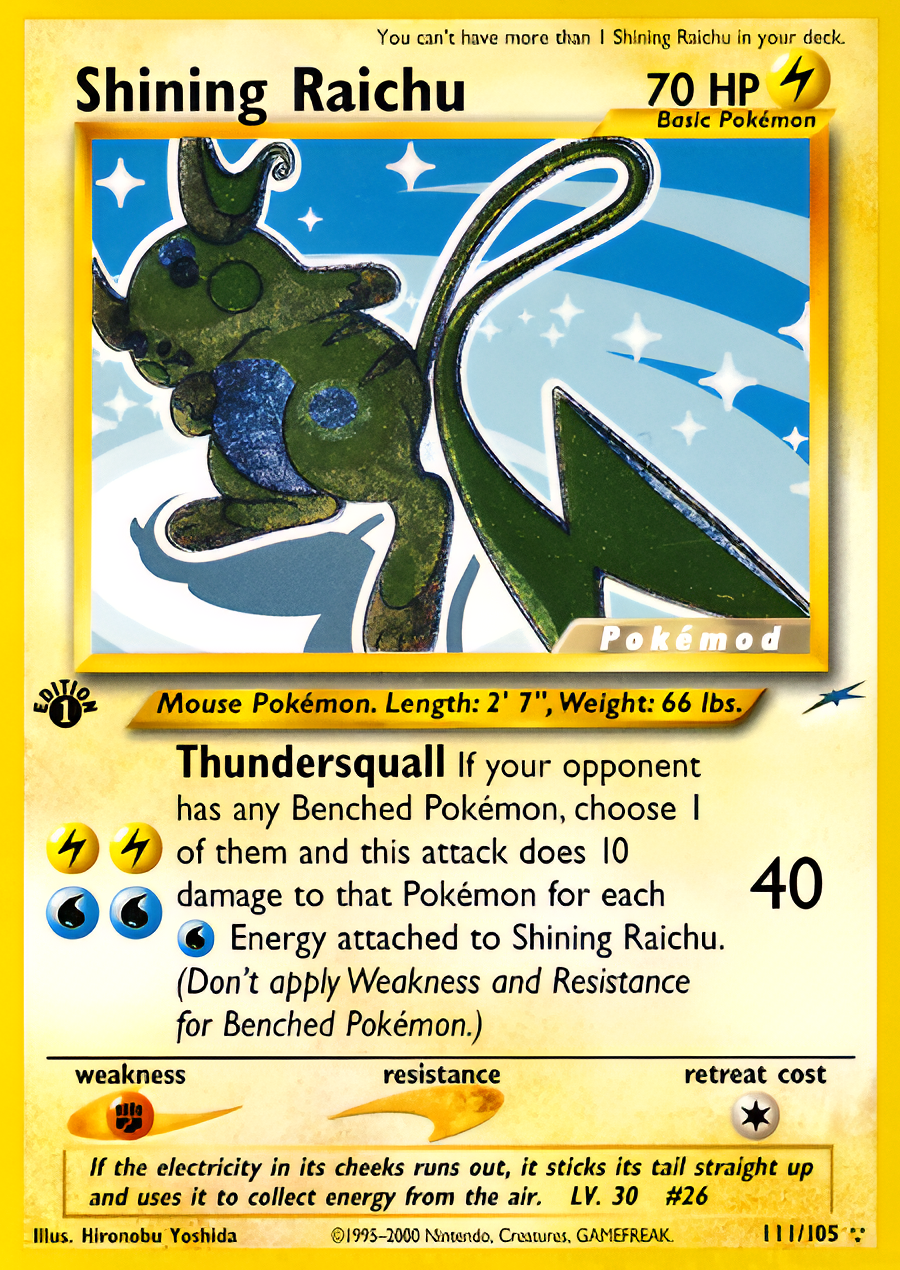 You can't have more than 1 Shining Raichu in your deck.
Shining Raichu
70 HP
Basic Pokémon
Pokémod
EDITION
1
Mouse Pokémon. Length: 2' 7", Weight: 66 lbs.
Thundersquall If your opponent
has any Benched Pokémon, choose 1
of them and this attack does 10
damage to that Pokémon for each
Energy attached to Shining Raichu.
(Don't apply Weakness and Resistance
for Benched Pokémon.)
40
weakness
resistance
retreat cost
If the electricity in its cheeks runs out, it sticks its tail straight up
and uses it to collect energy from the air. LV. 30 #26
Illus. Hironobu Yoshida
©1995-2000 Nintendo, Creatures, GAMEFREAK.
111/105